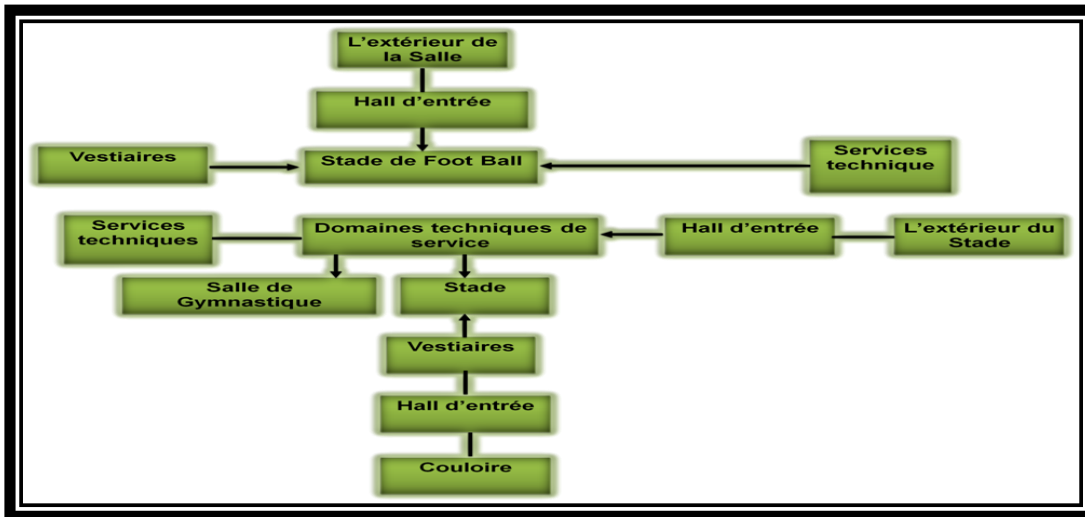 L'extérieur de
la Salle
Hall d'entrée
Vestiaires
Stade de Foot Ball
Services
technique
Services
techniques
Domaines techniques de
service
Hall d'entrée
L'extérieur du
Stade
Salle de
Gymnastique
Stade
Vestiaires
Hall d'entrée
Couloire